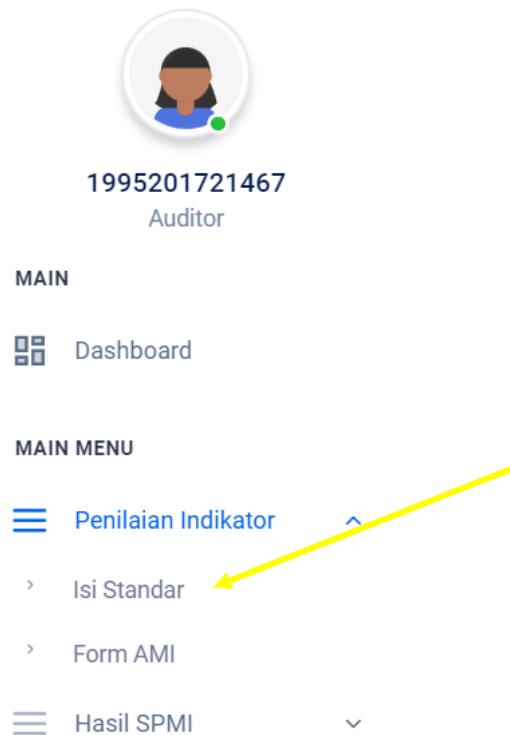 1995201721467
Auditor
MAIN
Dashboard
MAIN MENU
Penilaian Indikator
Isi Standar
Form AMI
Hasil SPMI